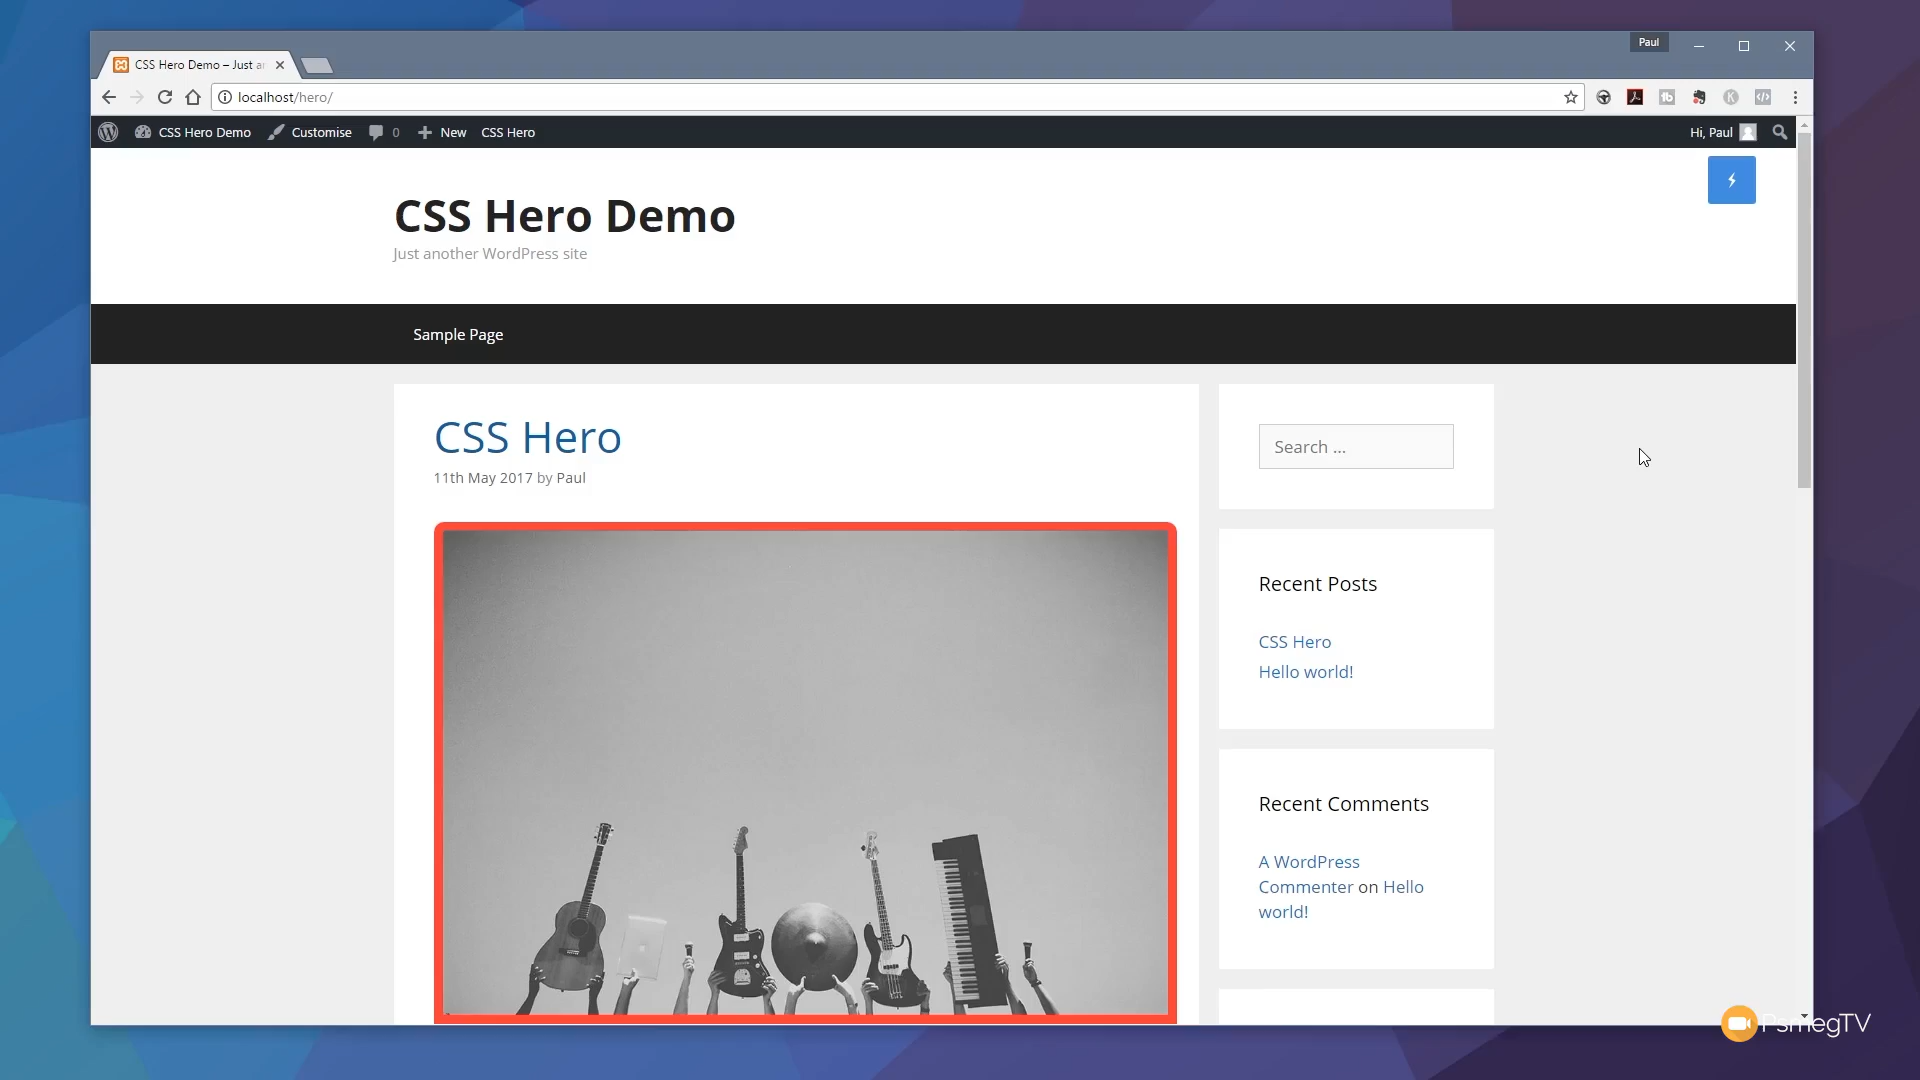 Paul
CSS Hero Demo – Just a
localhost/hero/
CSS Hero Demo Customise 0 New CSS Hero Hi, Paul
CSS Hero Demo
Just another WordPress site
Sample Page
CSS Hero
11th May 2017 by Paul
Search ...
Recent Posts
CSS Hero
Hello world!
Recent Comments
A WordPress
Commenter on Hello
world!
PsmegTV